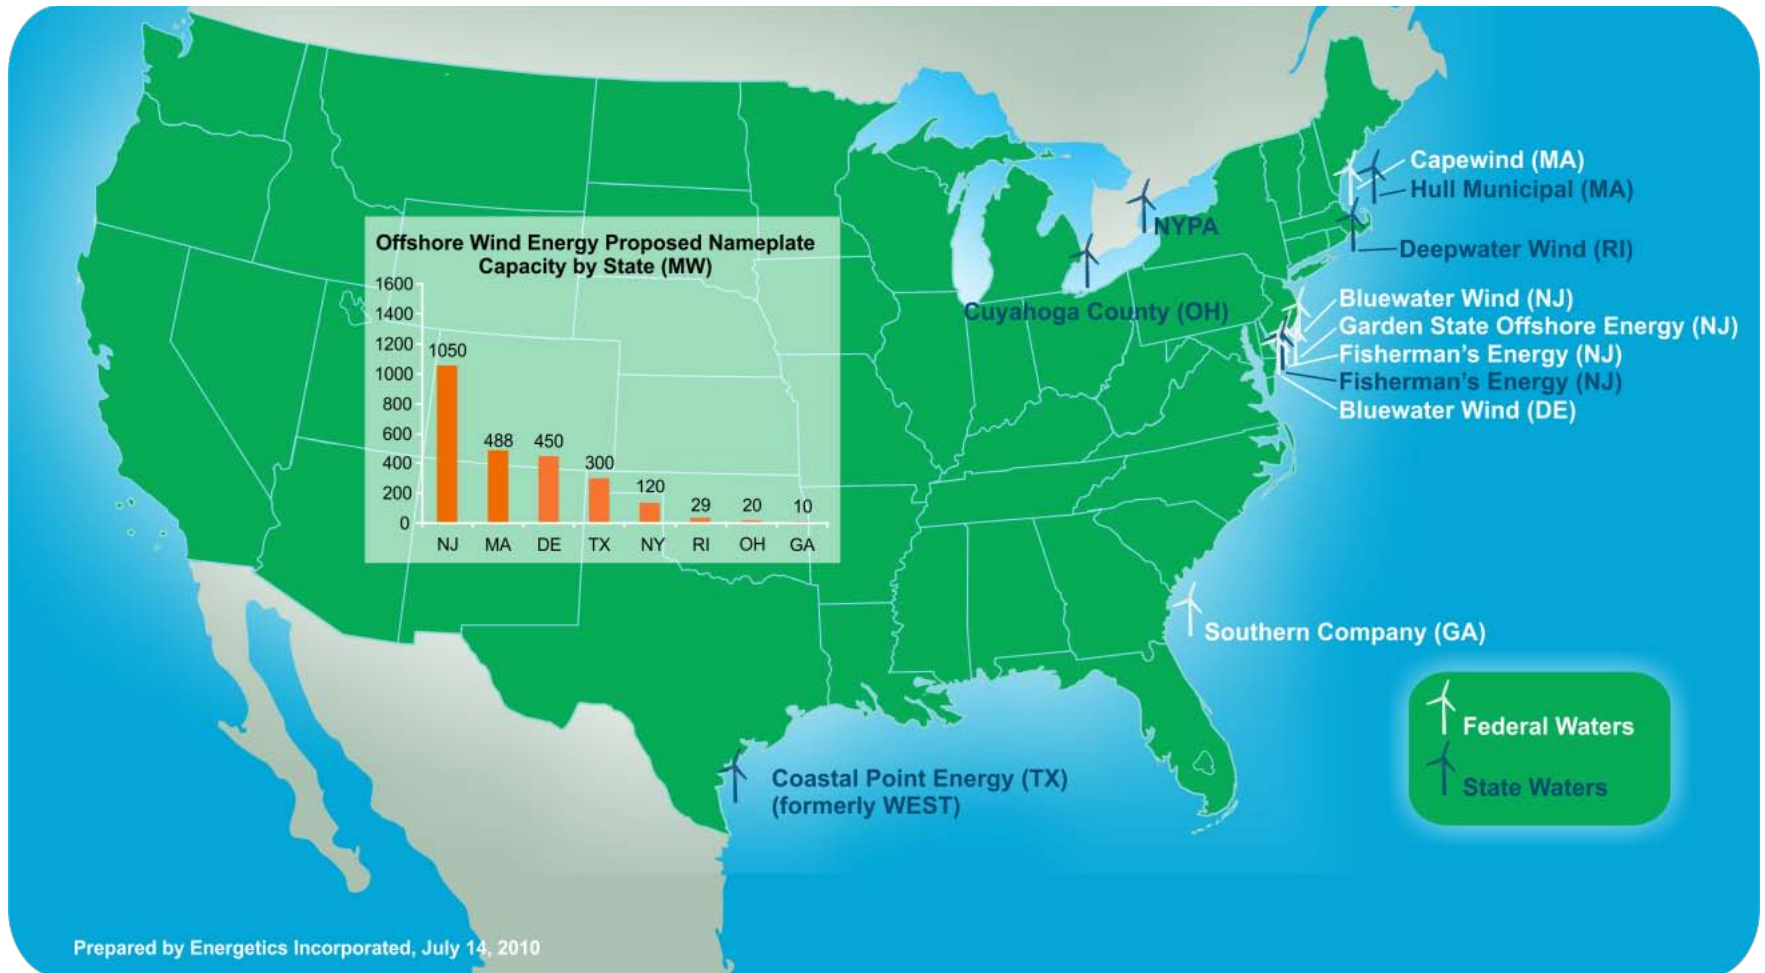 Capewind (MA)
Hull Municipal (MA)
NYPA
Deepwater Wind (RI)
Offshore Wind Energy Proposed Nameplate
Capacity by State (MW)
1600
1400
1200
1000
800
600
400
200
0
1050
488
450
300
120
29
20
10
NJ
MA
DE
TX
NY
RI
OH
GA
Cuyahoga County (OH)
Bluewater Wind (NJ)
Garden State Offshore Energy (NJ)
Fisherman's Energy (NJ)
Fisherman's Energy (NJ)
Bluewater Wind (DE)
Southern Company (GA)
Federal Waters
State Waters
Coastal Point Energy (TX)
(formerly WEST)
Prepared by Energetics Incorporated, July 14, 2010